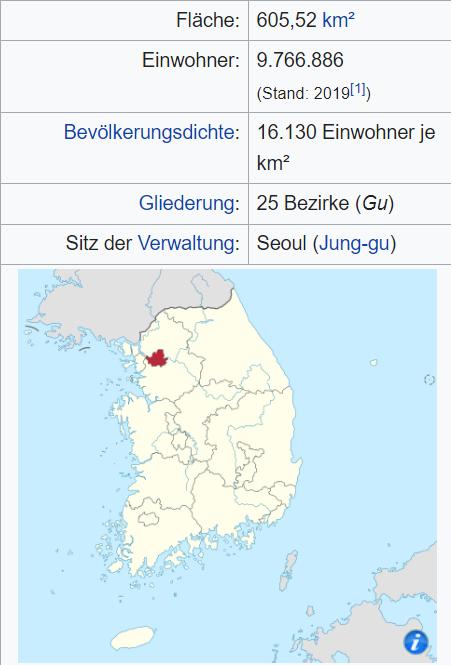 Fläche: 605,52 km²
Einwohner: 9.766.886
(Stand: 2019[1])
Bevölkerungsdichte: 16.130 Einwohner je
km²
Gliederung: 25 Bezirke (Gu)
Sitz der Verwaltung: Seoul (Jung-gu)
i